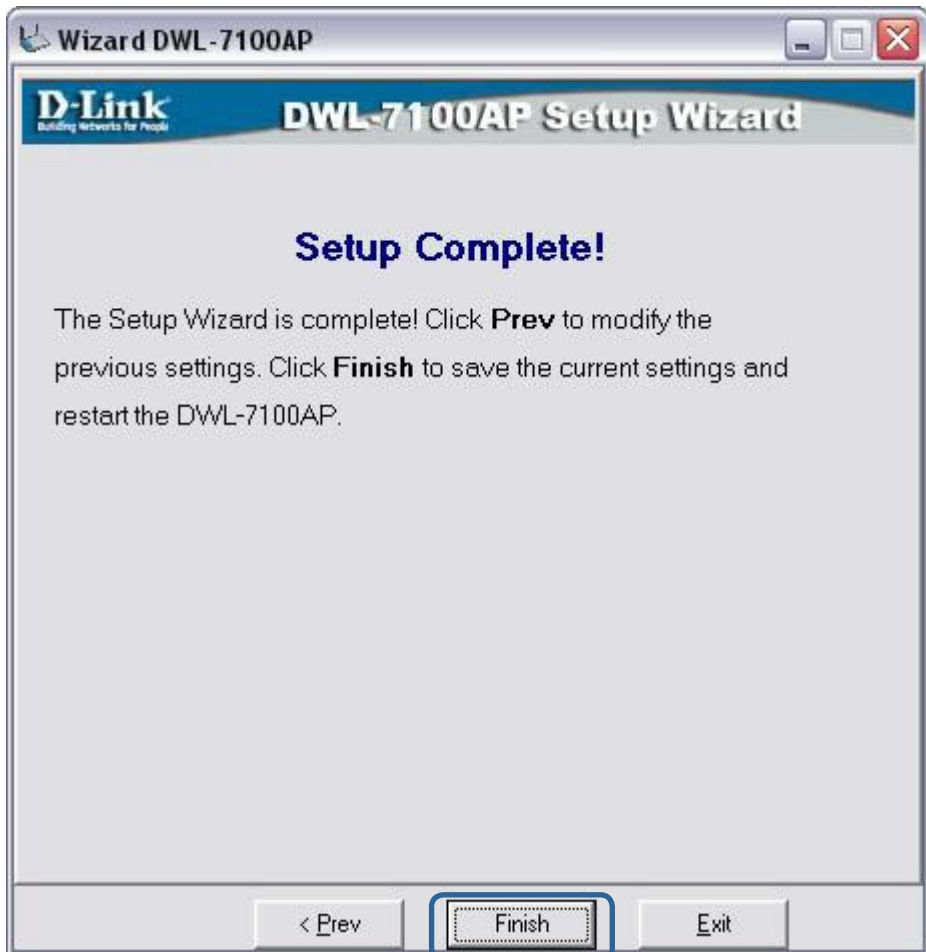 Wizard DWL-7100AP
D-Link
Building Networks for People
DWL-7100AP Setup Wizard
Setup Complete!
The Setup Wizard is complete! Click Prev to modify the
previous settings. Click Finish to save the current settings and
restart the DWL-7100AP.
< Prev
Finish
Exit